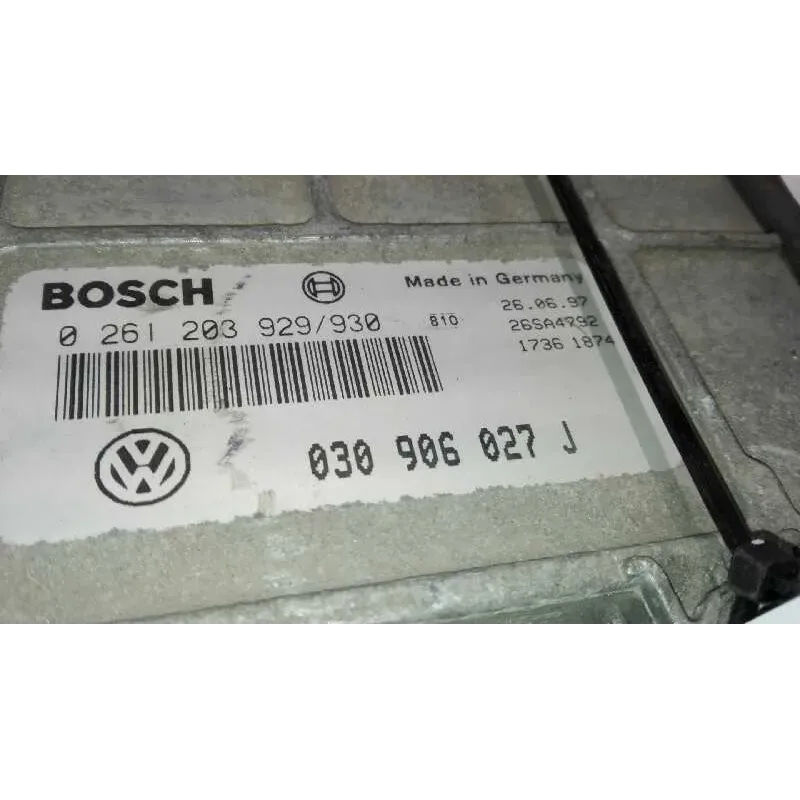 BOSCH Made in Germany
0 261 203 929/930 810 26.06.97
26SA4792
1736 1874
VW
030 906 027 J